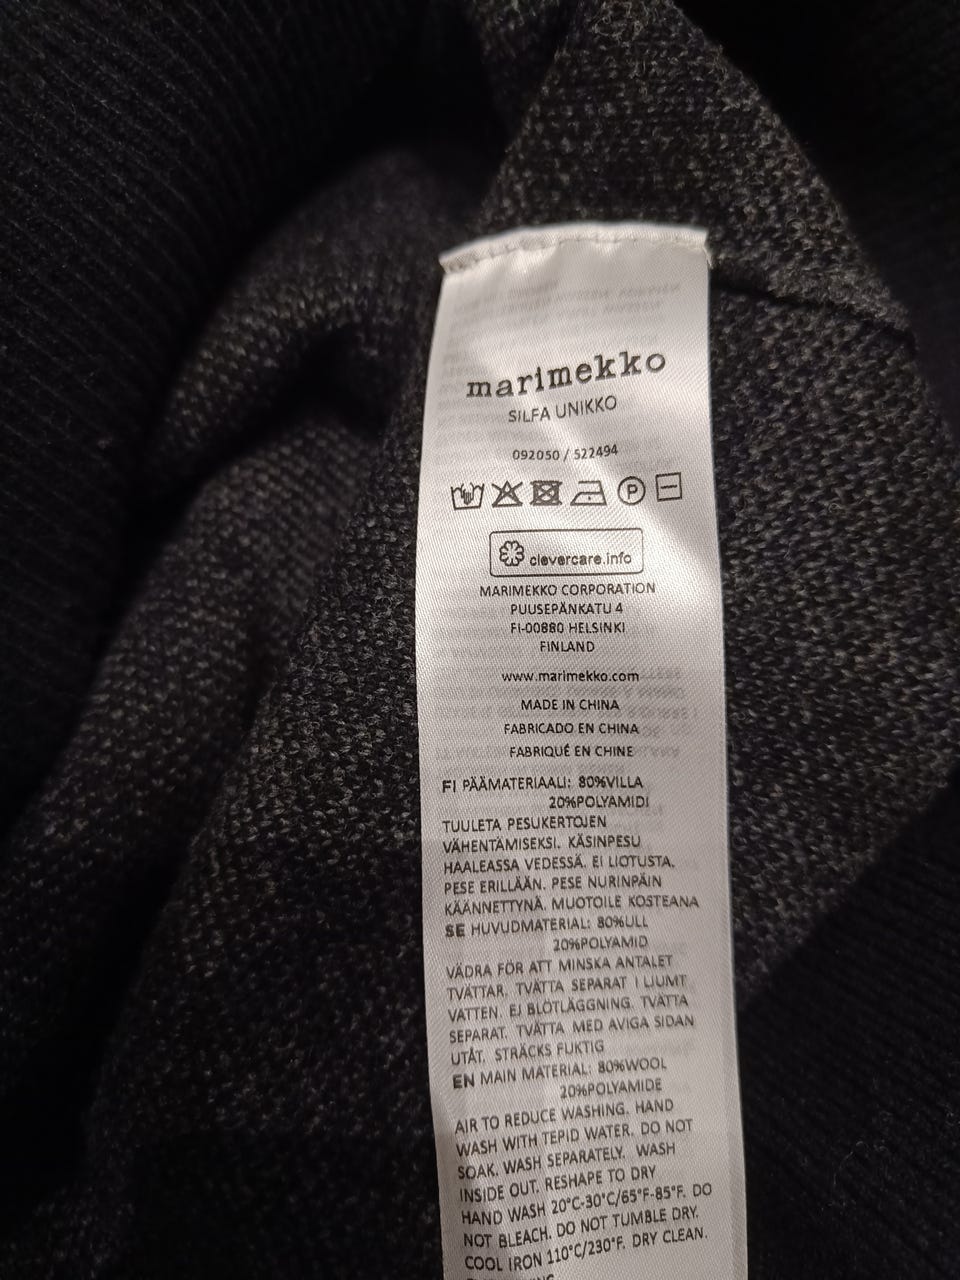 marimekko
SILFA UNIKKO
092050 / 522494
P
clevercare.info
MARIMEKKO CORPORATION
PUUSEPÄNKATU 4
FI-00880 HELSINKI
FINLAND
www.marimekko.com
MADE IN CHINA
FABRICADO EN CHINA
FABRIQUÉ EN CHINE
FI PÄÄMATERIAALI: 80%VILLA
20%POLYAMIDI
TUULETA PESUKERTOJEN
VÄHENTÄMISEKSI. KÄSINPESU
HAALEASSA VEDESSÄ. EI LIOTUSTA.
PESE ERILLÄÄN. PESE NURINPÄIN
KÄÄNNETTYNÄ. MUOTOILE KOSTEANA
SE HUVUDMATERIAL: 80%ULL
20%POLYAMID
VÄDRA FÖR ATT MINSKA ANTALET
TVÄTTAR. TVÄTTA SEPARAT I LJUMT
VATTEN. EJ BLÖTLÄGGNING. TVÄTTA
SEPARAT. TVÄTTA MED AVIGA SIDAN
UTÅT. STRÄCKS FUKTIG
EN MAIN MATERIAL: 80%WOOL
20%POLYAMIDE
AIR TO REDUCE WASHING. HAND
WASH WITH TEPID WATER. DO NOT
SOAK. WASH SEPARATELY. WASH
INSIDE OUT. RESHAPE TO DRY
HAND WASH 20°C-30°C/65°F-85°F. DO
NOT BLEACH. DO NOT TUMBLE DRY.
COOL IRON 110°C/230°F. DRY CLEAN.